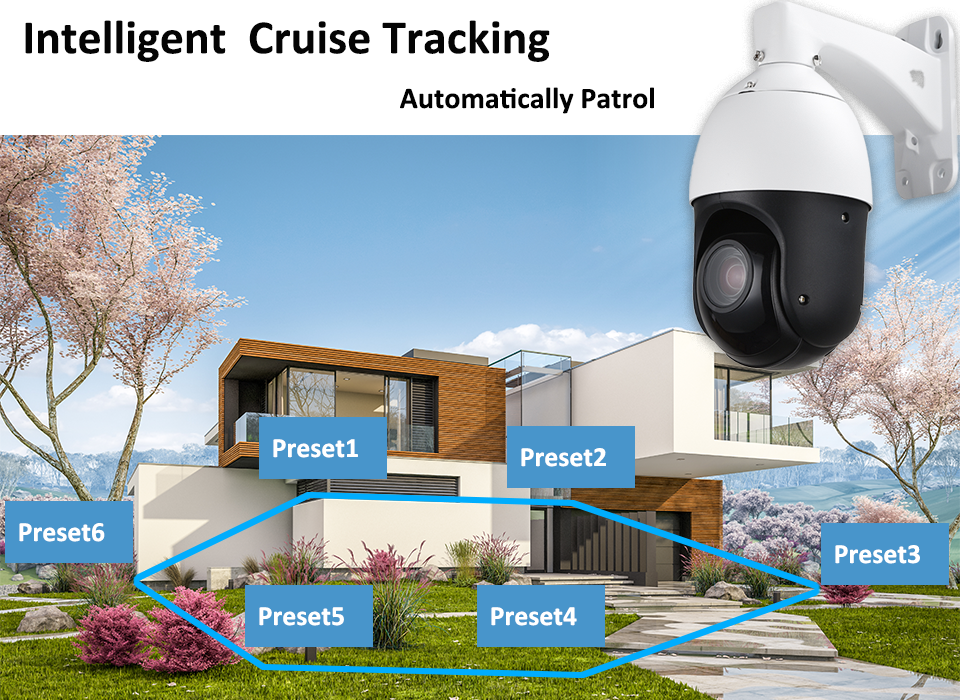 Intelligent  Cruise Tracking
Automatically Patrol
Preset1
Preset2
Preset6
Preset3
Preset5
Preset4